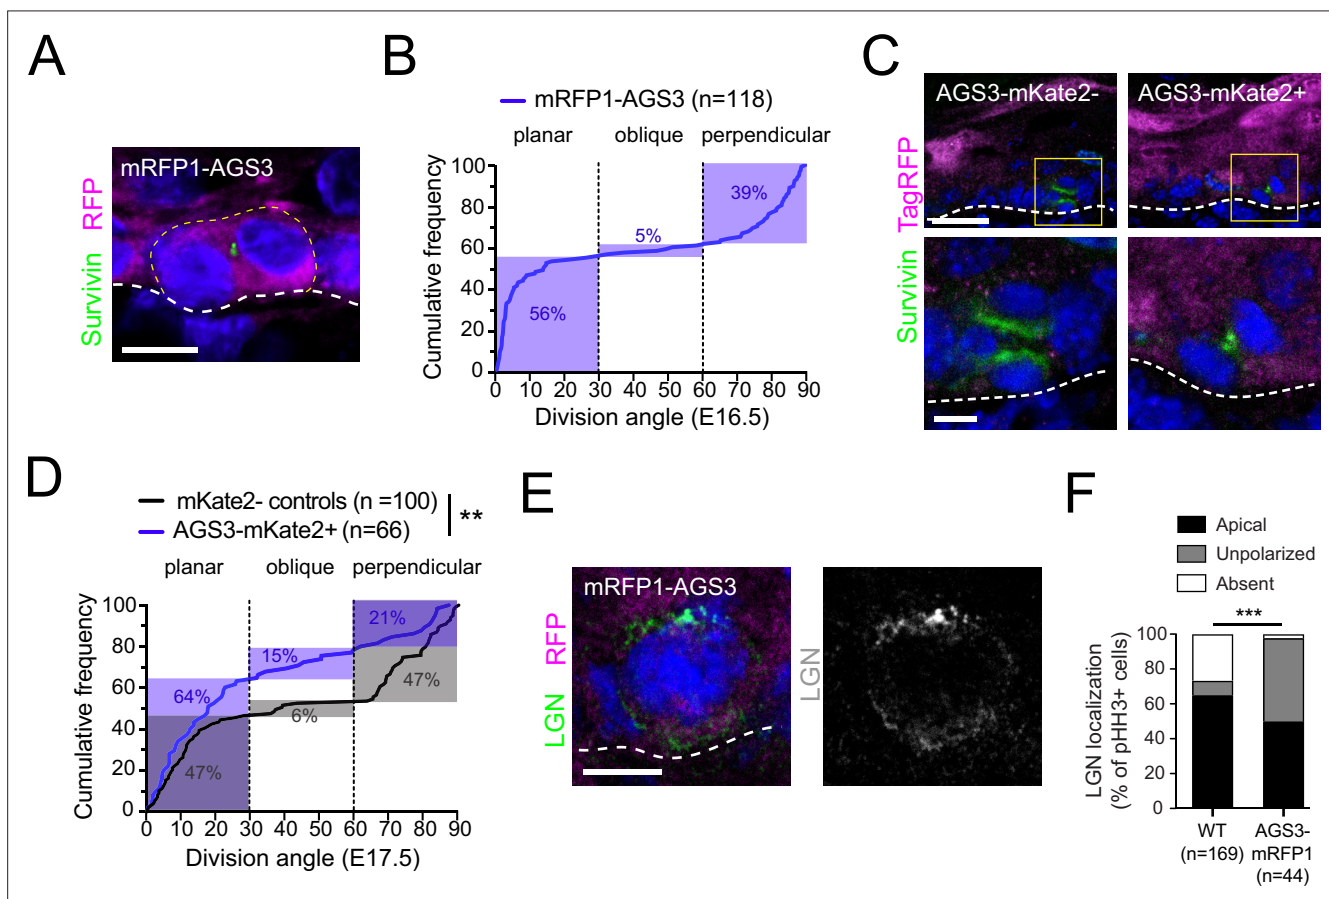 A
mRFP1-AGS3
Survivin RFP
B
mRFP1-AGS3 (n=118)
planar oblique perpendicular
Cumulative frequency
100
80
60
40
20
0
56%
5%
39%
0 10 20 30 40 50 60 70 80 90
Division angle (E16.5)
C
AGS3-mKate2- AGS3-mKate2+
Survivin TagRFP
D
mKate2- controls (n =100)
AGS3-mKate2+ (n=66)
**
planar oblique perpendicular
Cumulative frequency
100
80
60
40
20
0
64%
47%
15%
6%
21%
47%
0 10 20 30 40 50 60 70 80 90
Division angle (E17.5)
E
mRFP1-AGS3
LGN RFP
LGN
F
Apical
Unpolarized
Absent
***
LGN localization
(% of pHH3+ cells)
100
80
60
40
20
0
WT
(n=169)
AGS3-
mRFP1
(n=44)